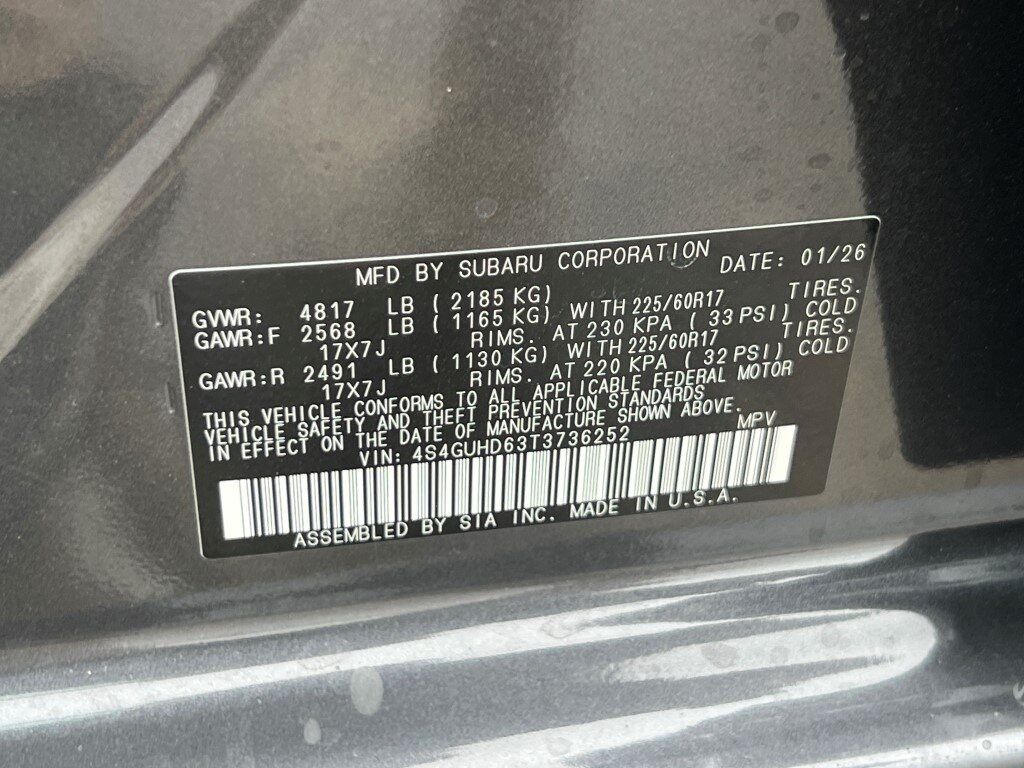 MFD BY SUBARU CORPORATION DATE: 01/26
GVWR: 4817 LB ( 2185 KG)
GAWR:F 2568 LB ( 1165 KG) WITH 225/60R17 TIRES.
17X7J RIMS. AT 230 KPA ( 33 PSI) COLD
GAWR:R 2491 LB ( 1130 KG) WITH 225/60R17 TIRES.
17X7J RIMS. AT 220 KPA ( 32 PSI) COLD
THIS VEHICLE CONFORMS TO ALL APPLICABLE FEDERAL MOTOR
VEHICLE SAFETY AND THEFT PREVENTION STANDARDS
IN EFFECT ON THE DATE OF MANUFACTURE SHOWN ABOVE.
VIN: 4S4GUHD63T3736252 MPV
ASSEMBLED BY SIA INC. MADE IN U.S.A.